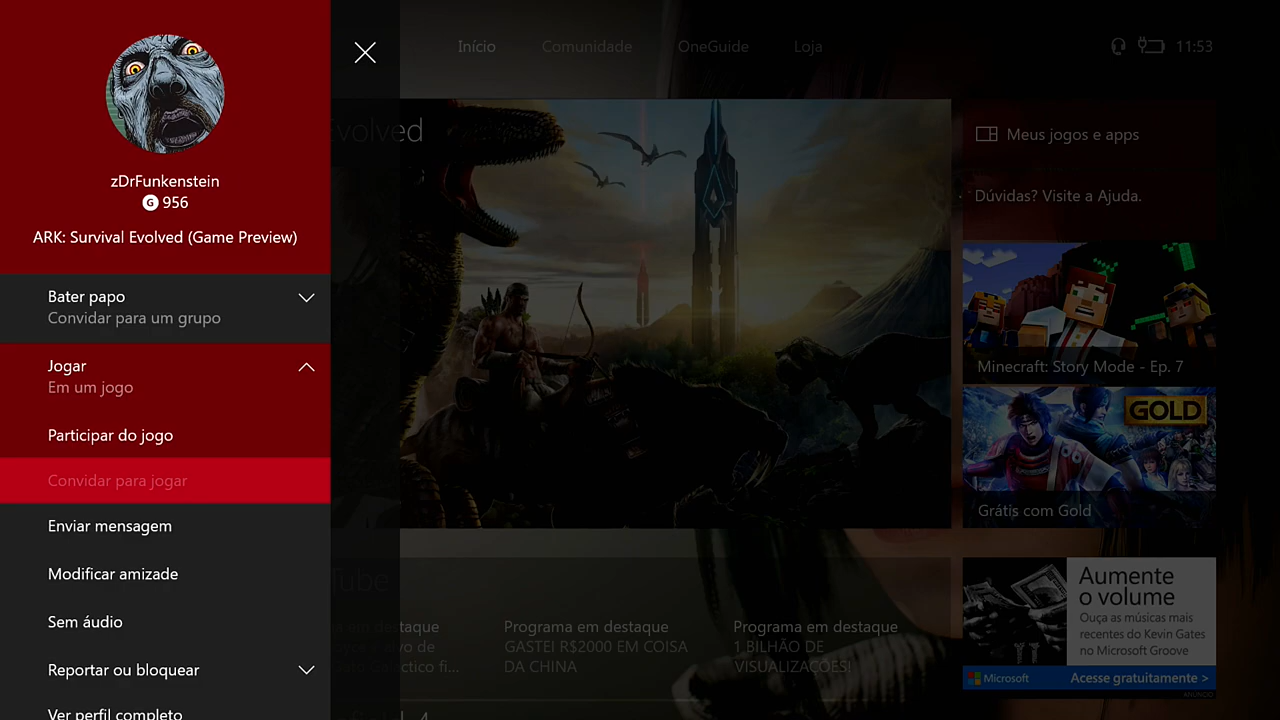 Início
Comunidade
OneGuide
Loja
11:53
zDrFunkenstein
G 956
ARK: Survival Evolved (Game Preview)
Bater papo
Convidar para um grupo
Jogar
Em um jogo
Participar do jogo
Convidar para jogar
Enviar mensagem
Modificar amizade
Sem áudio
Reportar ou bloquear
Ver perfil completo
Evolved
Meus jogos e apps
Dúvidas? Visite a Ajuda.
Minecraft: Story Mode - Ep. 7
GOLD
Grátis com Gold
Tube
em destaque
Programa em destaque
GASTEI R$2000 EM COISA
DA CHINA
Programa em destaque
1 BILHÃO DE
VISUALIZAÇÕES!
Aumente
o volume
Ouça as músicas mais
recentes do Kevin Gates
no Microsoft Groove
Microsoft
Acesse gratuitamente >
ANÚNCIO